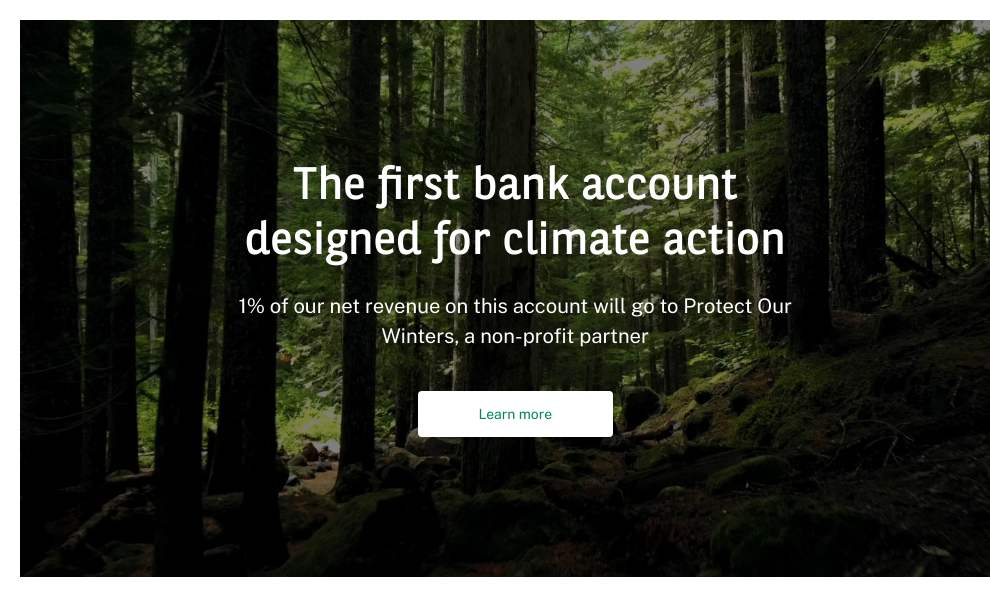 The first bank account
designed for climate action
1% of our net revenue on this account will go to Protect Our
Winters, a non-profit partner
Learn more